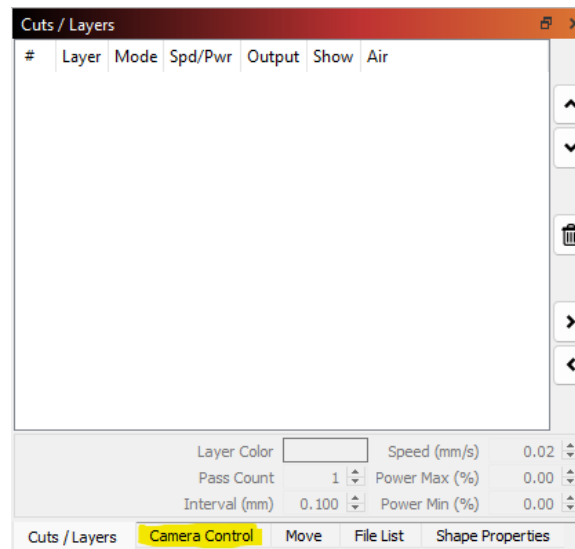 Cuts / Layers
# Layer Mode Spd/Pwr Output Show Air
Layer Color Speed (mm/s) 0.02
Pass Count 1 Power Max (%) 0.00
Interval (mm) 0.100 Power Min (%) 0.00
Cuts / Layers Camera Control Move File List Shape Properties